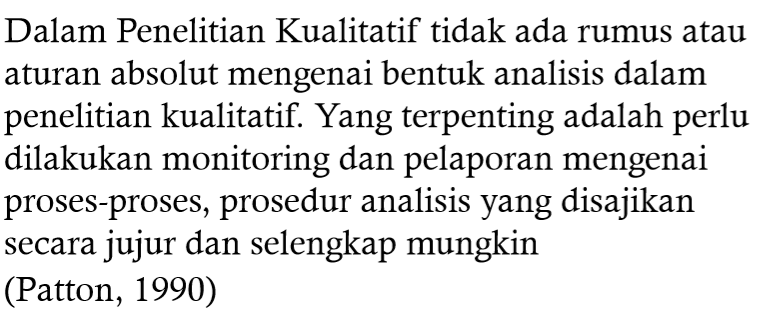 Dalam Penelitian Kualitatif tidak ada rumus atau
aturan absolut mengenai bentuk analisis dalam
penelitian kualitatif. Yang terpenting adalah perlu
dilakukan monitoring dan pelaporan mengenai
proses-proses, prosedur analisis yang disajikan
secara jujur dan selengkap mungkin
(Patton, 1990)